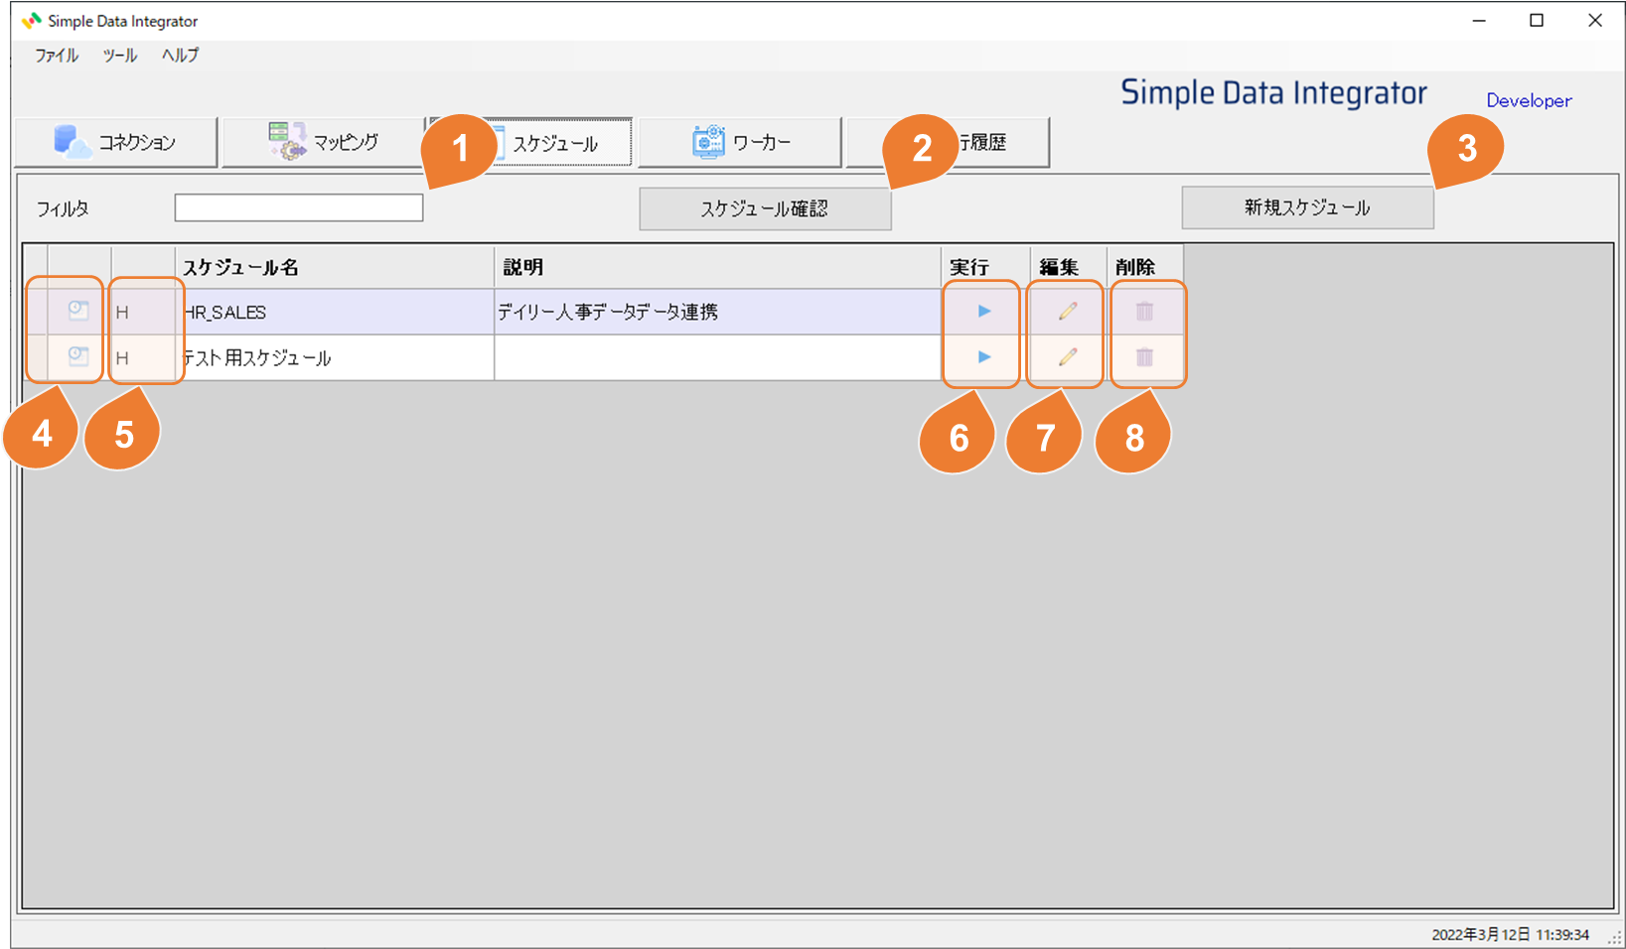 Simple Data Integrator
ファイル ツール ヘルプ
Simple Data Integrator Developer
コネクション マッピング 1 スケジュール ワーカー 2 行履歴 3
フィルタ スケジュール確認 新規スケジュール
スケジュール名 説明 実行 編集 削除
H HR_SALES デイリー人事データデータ連携
H テスト用スケジュール
4 5 6 7 8
2022年3月12日 11:39:34